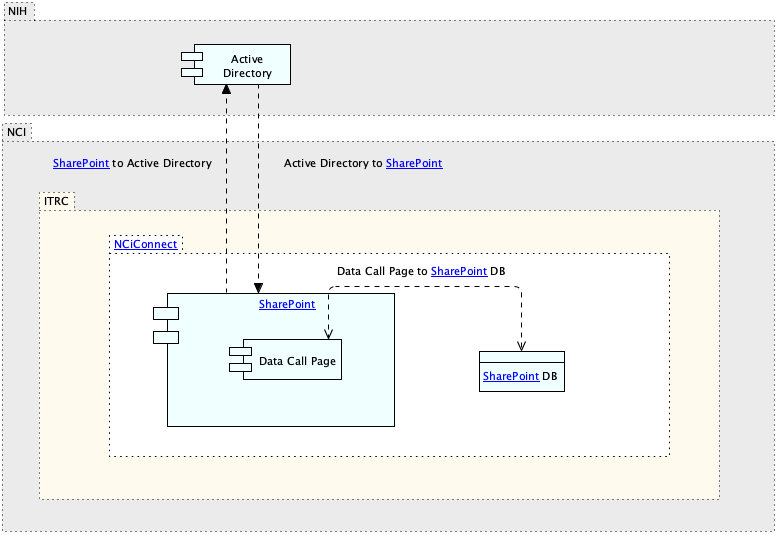 NIH
Active
Directory
NCI
SharePoint to Active Directory
Active Directory to SharePoint
ITRC
NCiConnect
Data Call Page to SharePoint DB
SharePoint
Data Call Page
SharePoint DB